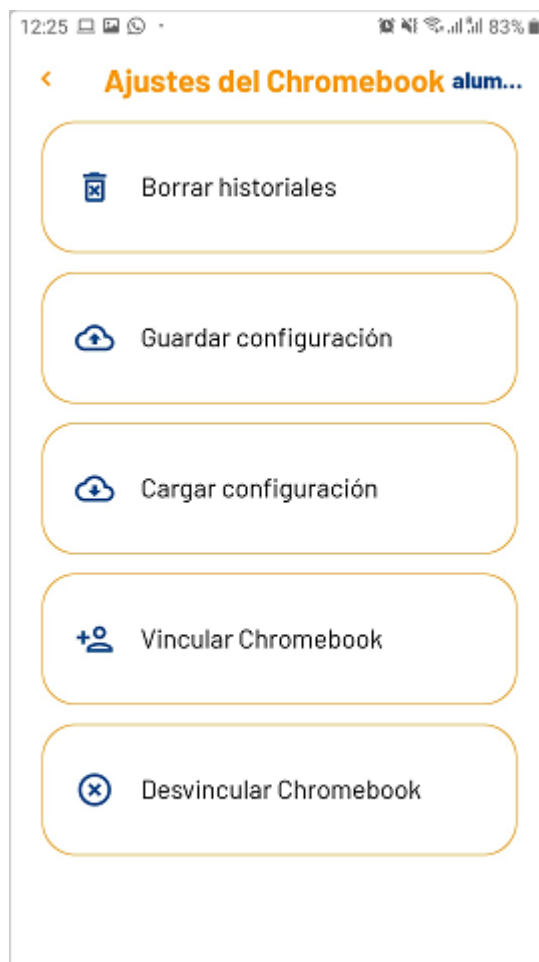 12:25
83%
Ajustes del Chromebook alum...
Borrar historiales
Guardar configuración
Cargar configuración
Vincular Chromebook
Desvincular Chromebook